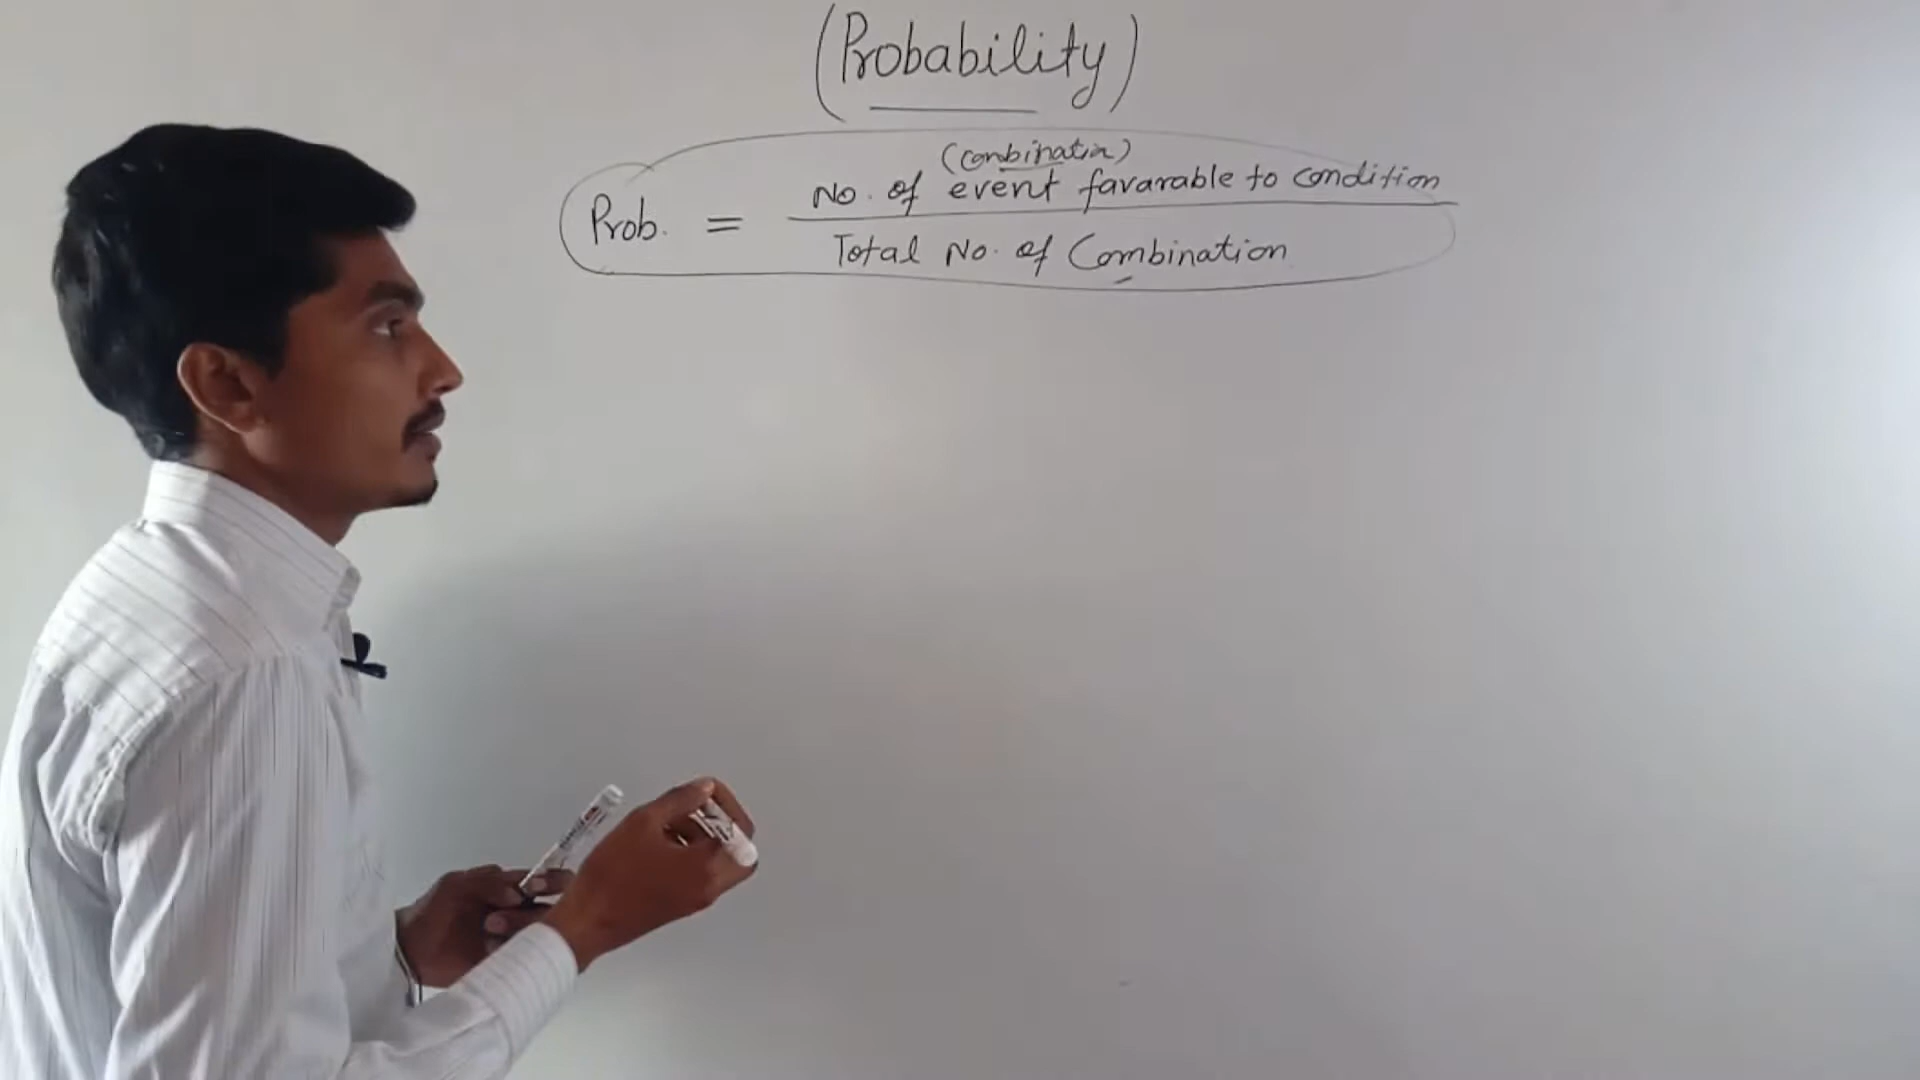 (Probability)
(Combination)
No. of event favarable to condition
Prob. =
Total No. of Combination